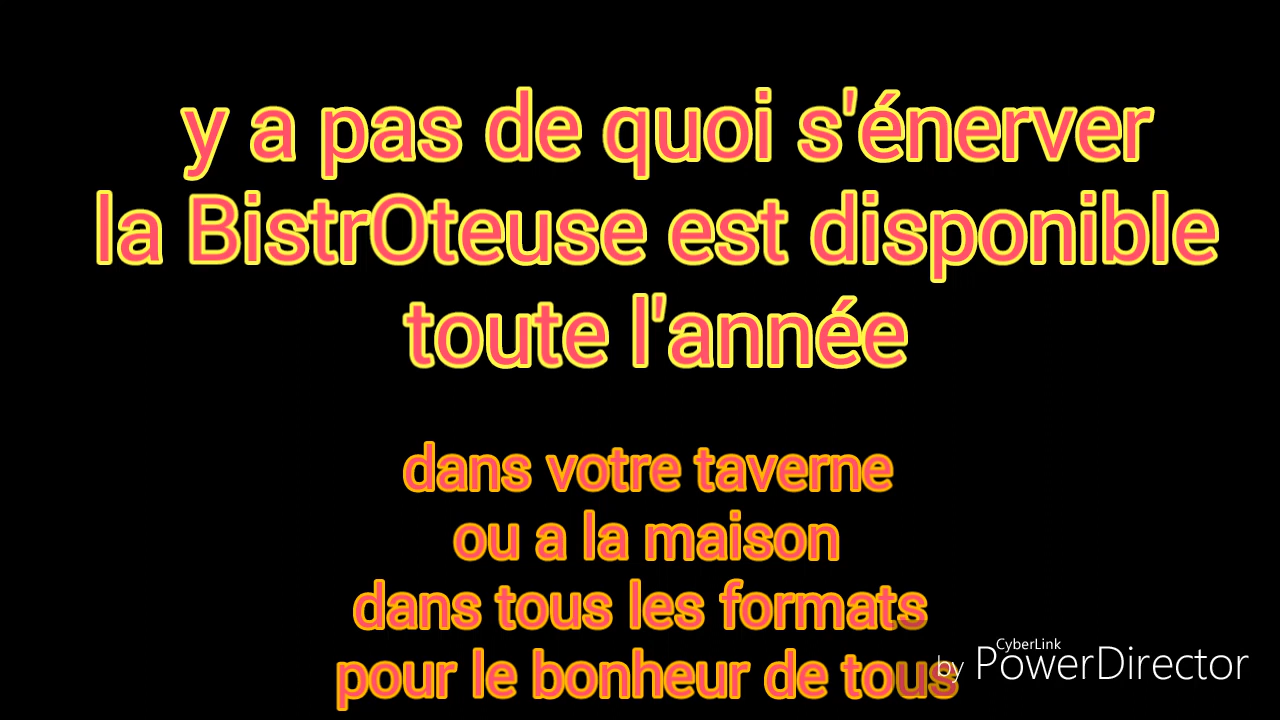 y a pas de quoi s'énerver
la BistrOteuse est disponible
toute l'année
dans votre taverne
ou a la maison
dans tous les formats
pour le bonheur de tous
CyberLink
by PowerDirector